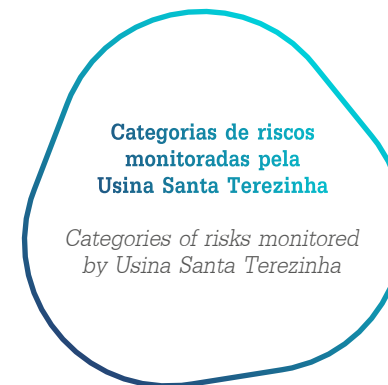 Categorias de riscos
monitoradas pela
Usina Santa Terezinha
Categories of risks monitored
by Usina Santa Terezinha